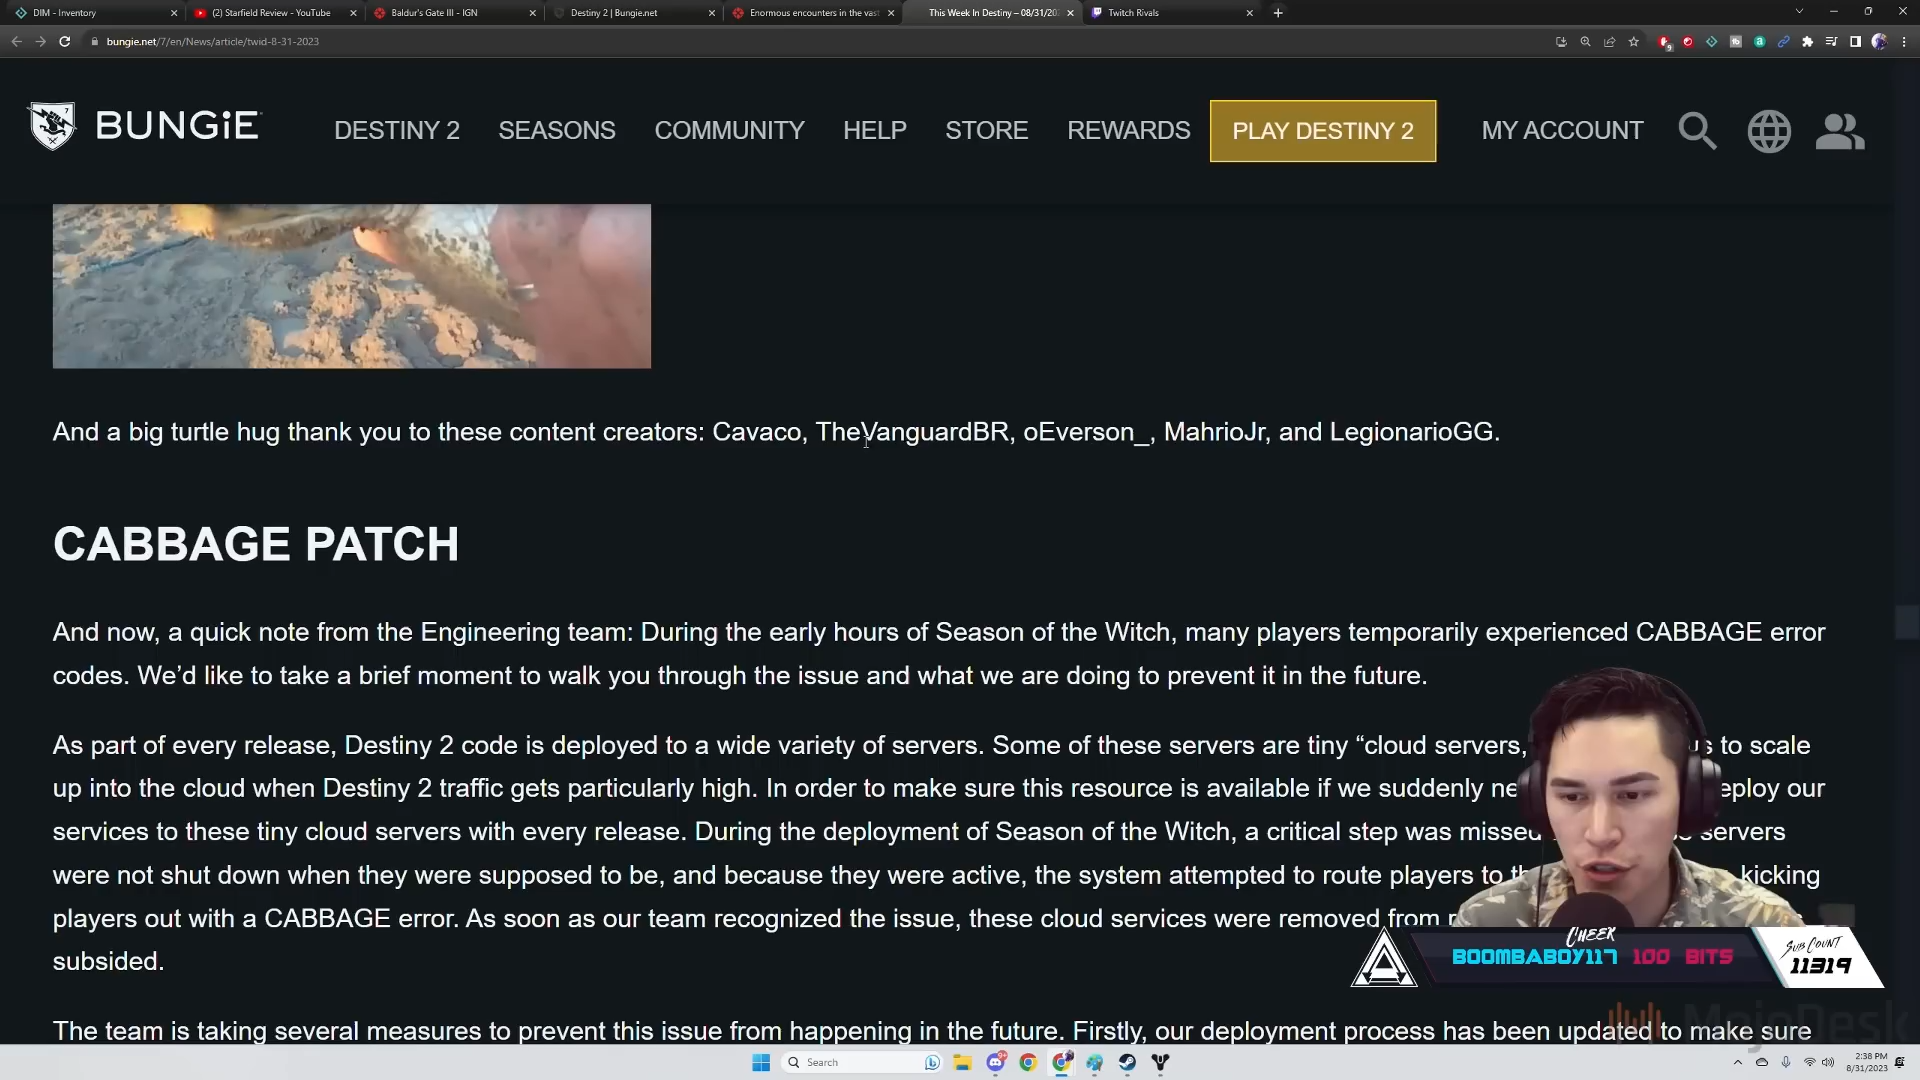 DIM - Inventory
(2) Starfield Review - YouTube
Baldur's Gate III - IGN
Destiny 2 | Bungie.net
Enormous encounters in the vast
This Week In Destiny – 08/31/202
Twitch Rivals
bungie.net/7/en/News/article/twid-8-31-2023
BUNGiE
DESTINY 2
SEASONS
COMMUNITY
HELP
STORE
REWARDS
PLAY DESTINY 2
MY ACCOUNT
And a big turtle hug thank you to these content creators: Cavaco, TheVanguardBR, oEverson_, MahrioJr, and LegionarioGG.
CABBAGE PATCH
And now, a quick note from the Engineering team: During the early hours of Season of the Witch, many players temporarily experienced CABBAGE error
codes. We’d like to take a brief moment to walk you through the issue and what we are doing to prevent it in the future.
As part of every release, Destiny 2 code is deployed to a wide variety of servers. Some of these servers are tiny “cloud servers, us to scale
up into the cloud when Destiny 2 traffic gets particularly high. In order to make sure this resource is available if we suddenly eploy our
services to these tiny cloud servers with every release. During the deployment of Season of the Witch, a critical step was missed servers
were not shut down when they were supposed to be, and because they were active, the system attempted to route players to kicking
players out with a CABBAGE error. As soon as our team recognized the issue, these cloud services were removed from
subsided.
CHEER
BOOMBABOY117 100 BITS
SUB COUNT
11319
The team is taking several measures to prevent this issue from happening in the future. Firstly, our deployment process has been updated to make sure
MojoDesk
Search
2:38 PM
8/31/2023